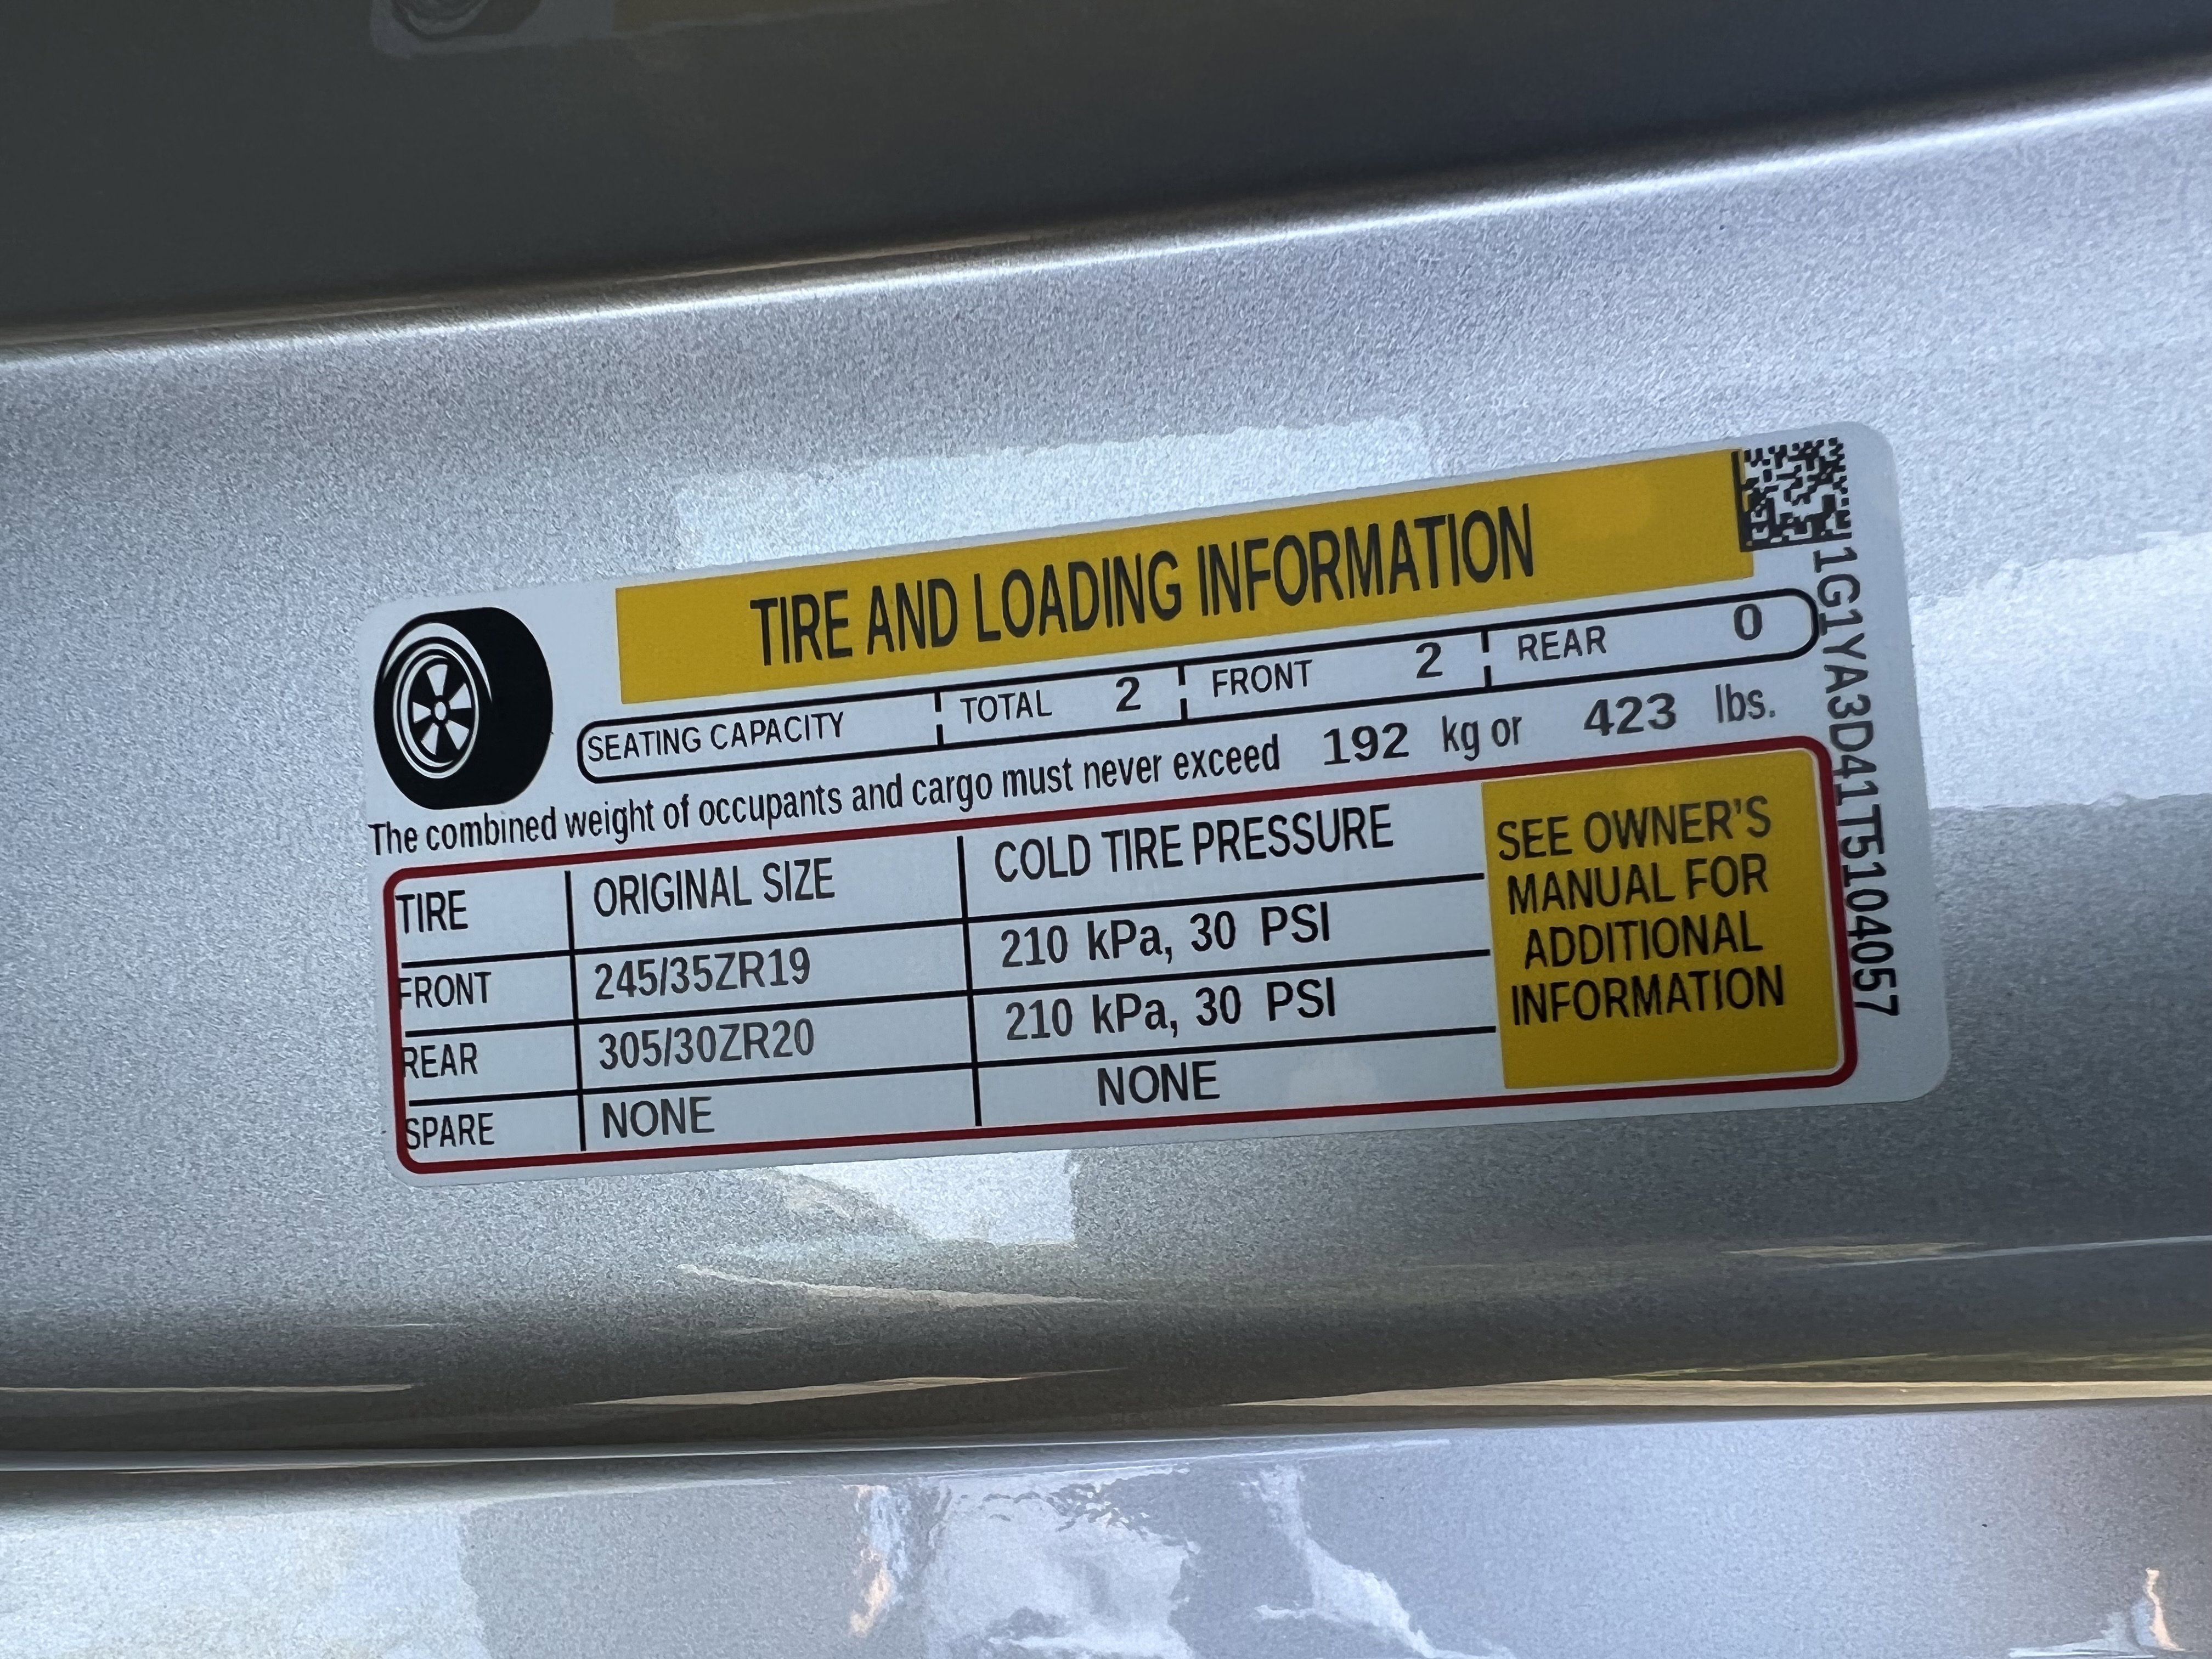 TIRE AND LOADING INFORMATION
SEATING CAPACITY TOTAL 2 FRONT 2 REAR 0
The combined weight of occupants and cargo must never exceed 192 kg or 423 lbs.
TIRE ORIGINAL SIZE COLD TIRE PRESSURE
FRONT 245/35ZR19 210 kPa, 30 PSI
REAR 305/30ZR20 210 kPa, 30 PSI
SPARE NONE NONE
SEE OWNER'S
MANUAL FOR
ADDITIONAL
INFORMATION
1G1YA3D41T5104057